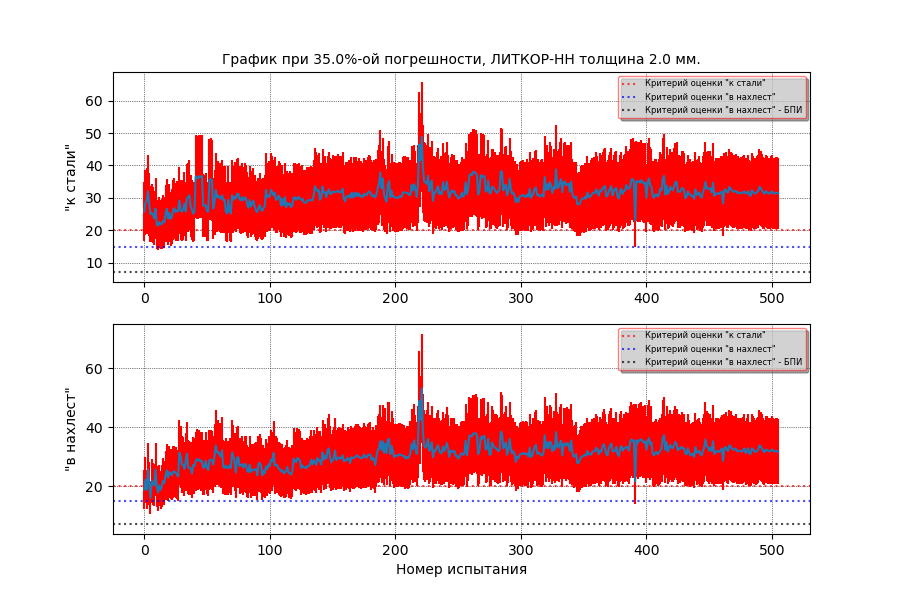 График при 35.0%-ой погрешности, ЛИТКОР-НН толщина 2.0 мм.
"к стали"
60
50
40
30
20
10
Критерий оценки "к стали"
Критерий оценки "в нахлест"
Критерий оценки "в нахлест" - БПИ
0 100 200 300 400 500
"в нахлест"
60
40
20
Критерий оценки "к стали"
Критерий оценки "в нахлест"
Критерий оценки "в нахлест" - БПИ
0 100 200 300 400 500
Номер испытания